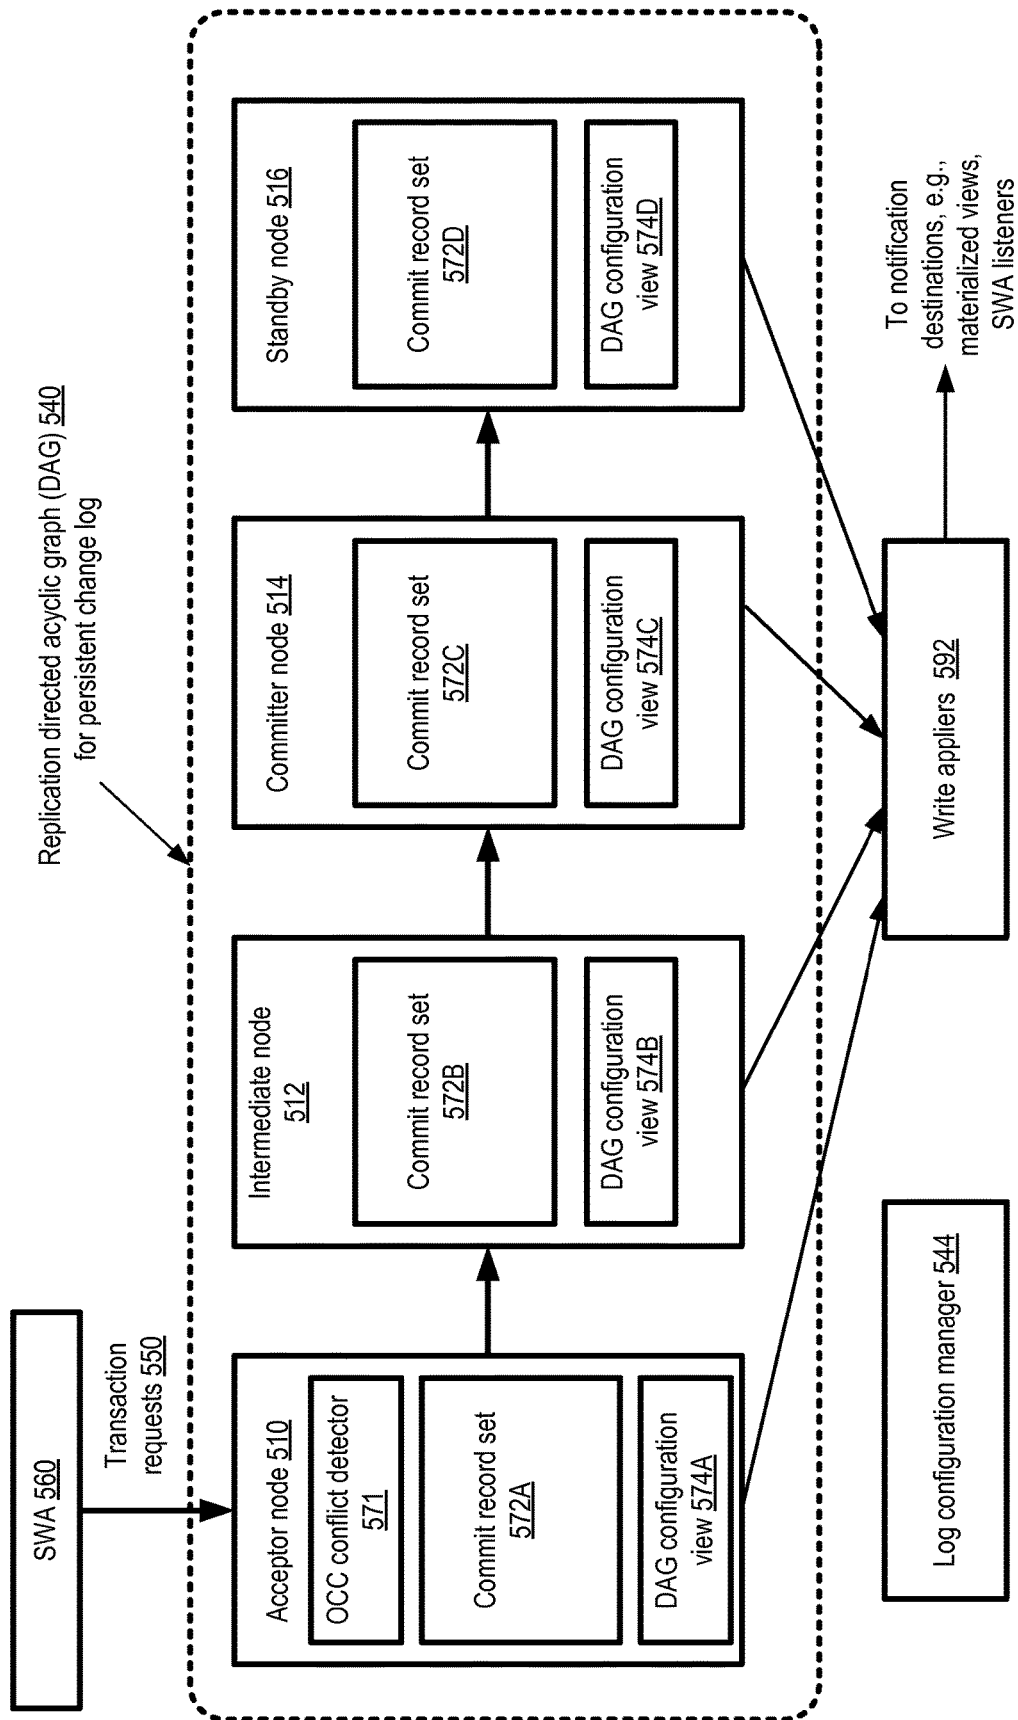 SWA 560
Transaction
requests 550
Replication directed acyclic graph (DAG) 540
for persistent change log
Acceptor node 510
OCC conflict detector
571
Commit record set
572A
DAG configuration
view 574A
Intermediate node
512
Commit record set
572B
DAG configuration
view 574B
Committer node 514
Commit record set
572C
DAG configuration
view 574C
Standby node 516
Commit record set
572D
DAG configuration
view 574D
Log configuration manager 544
Write appliers 592
To notification
destinations, e.g.,
materialized views,
SWA listeners